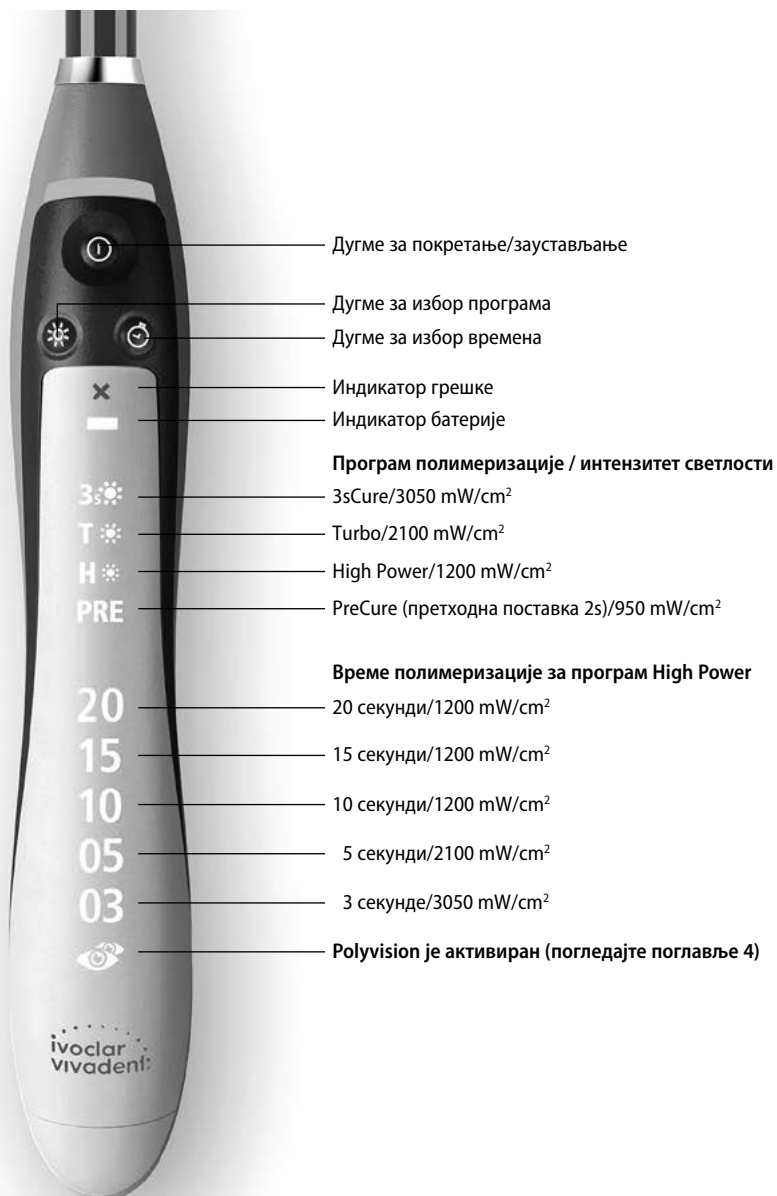 Дугме за покретање/заустављање
Дугме за избор програма
Дугме за избор времена
Индикатор грешке
Индикатор батерије
Програм полимеризације / интензитет светлости
3s 3sCure/3050 mW/cm²
T Turbo/2100 mW/cm²
H High Power/1200 mW/cm²
PRE PreCure (претходна поставка 2s)/950 mW/cm²
Време полимеризације за програм High Power
20 20 секунди/1200 mW/cm²
15 15 секунди/1200 mW/cm²
10 10 секунди/1200 mW/cm²
05 5 секунди/2100 mW/cm²
03 3 секунде/3050 mW/cm²
Polyvision је активиран (погледајте поглавље 4)
ivoclar
vivadent: